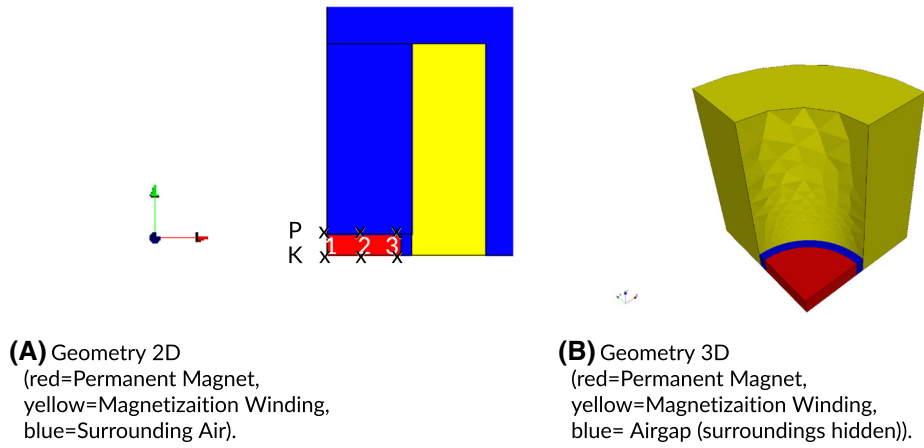 P
1 2 3
K
(A) Geometry 2D
(red=Permanent Magnet,
yellow=Magnetizaition Winding,
blue=Surrounding Air).
(B) Geometry 3D
(red=Permanent Magnet,
yellow=Magnetizaition Winding,
blue= Airgap (surroundings hidden)).